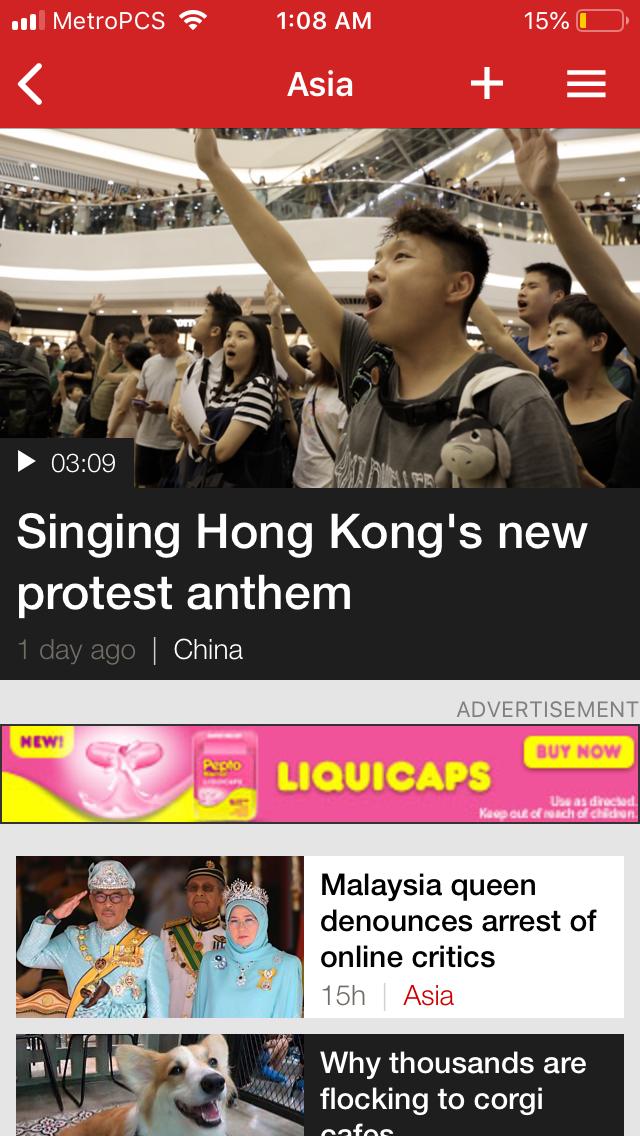 MetroPCS 1:08 AM 15%
Asia
03:09
Singing Hong Kong's new
protest anthem
1 day ago | China
ADVERTISEMENT
NEW!
Pepto
LIQUICAPS
BUY NOW
Use as directed.
Keep out of reach of children.
Malaysia queen
denounces arrest of
online critics
15h | Asia
Why thousands are
flocking to corgi
cafes